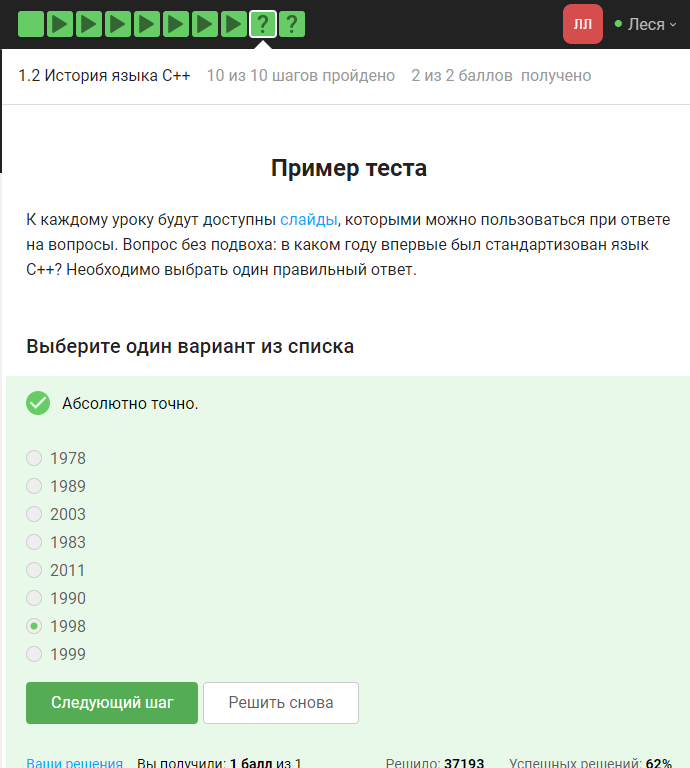 ? ?
ЛЛ Леся
1.2 История языка C++ 10 из 10 шагов пройдено 2 из 2 баллов получено
Пример теста
К каждому уроку будут доступны слайды, которыми можно пользоваться при ответе
на вопросы. Вопрос без подвоха: в каком году впервые был стандартизован язык
C++? Необходимо выбрать один правильный ответ.
Выберите один вариант из списка
Абсолютно точно.
1978
1989
2003
1983
2011
1990
1998
1999
Следующий шаг Решить снова
Ваши решения Вы получили: 1 балл из 1 Решило: 37193 Успешных решений: 62%